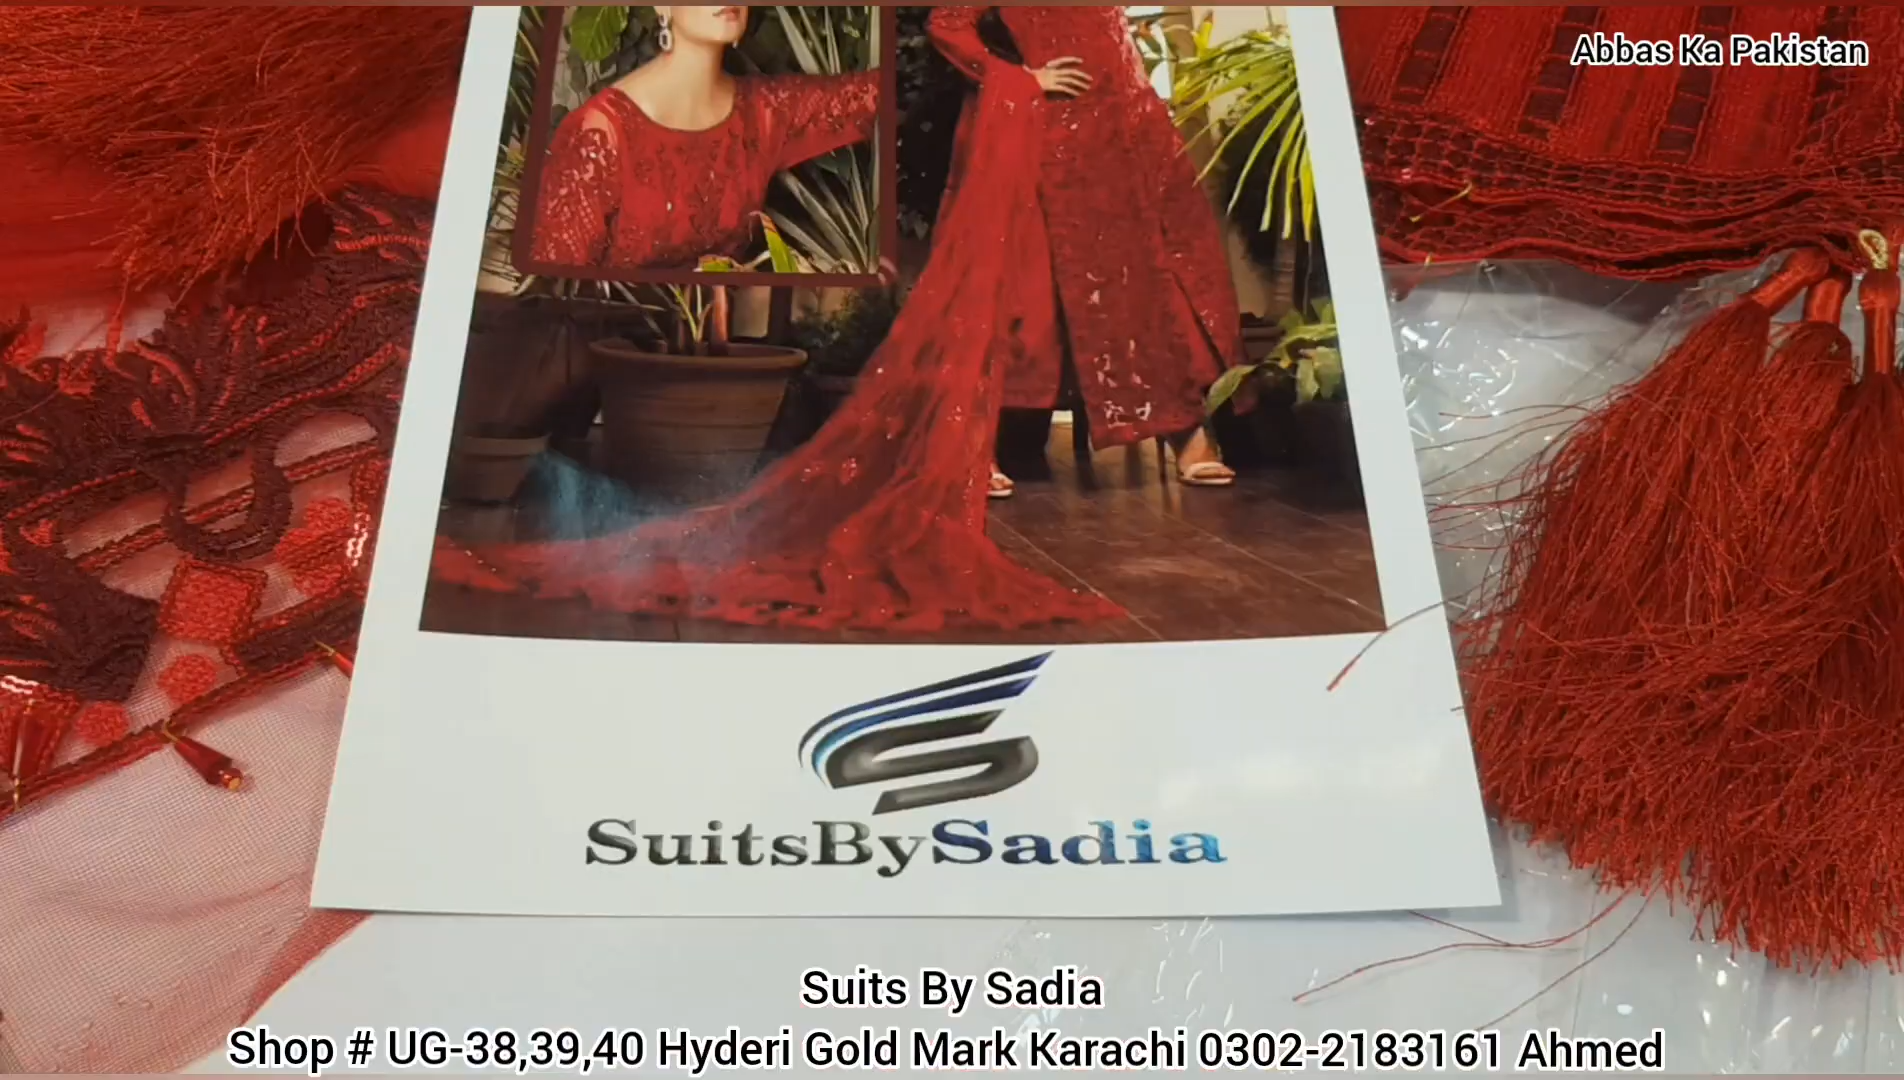 Abbas Ka Pakistan
SuitsBySadia
Suits By Sadia
Shop # UG-38,39,40 Hyderi Gold Mark Karachi 0302-2183161 Ahmed